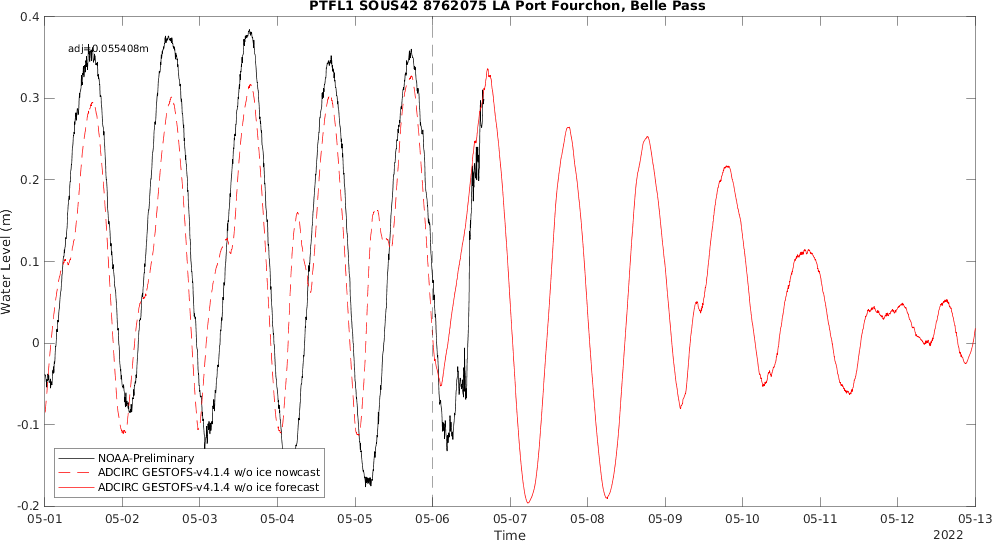 PTFL1 SOUS42 8762075 LA Port Fourchon, Belle Pass
adj=0.055408m
0.4
0.3
0.2
0.1
0
-0.1
-0.2
Water Level (m)
NOAA-Preliminary
ADCIRC GESTOFS-v4.1.4 w/o ice nowcast
ADCIRC GESTOFS-v4.1.4 w/o ice forecast
05-01 05-02 05-03 05-04 05-05 05-06 05-07 05-08 05-09 05-10 05-11 05-12 05-13
Time
2022